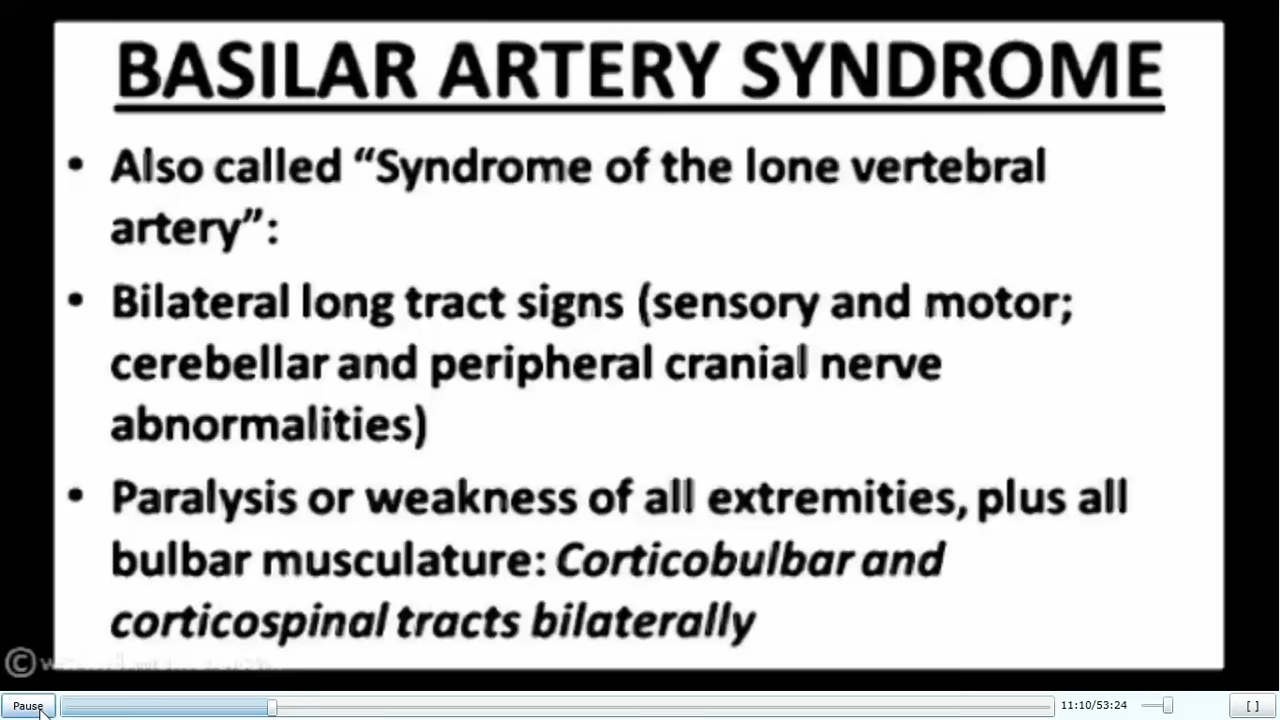 BASILAR ARTERY SYNDROME
• Also called “Syndrome of the lone vertebral
artery”:
• Bilateral long tract signs (sensory and motor;
cerebellar and peripheral cranial nerve
abnormalities)
• Paralysis or weakness of all extremities, plus all
bulbar musculature: Corticobulbar and
corticospinal tracts bilaterally
©
Pause
11:10/53:24
[ ]